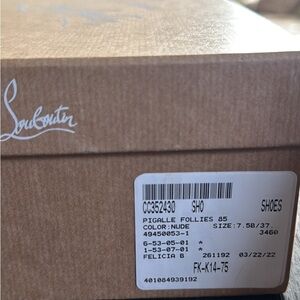 Louboutin
CC352430 SHO SHOES
PIGALLE FOLLIES 85
COLOR:NUDE SIZE:7.5B/37.
49450053-1 3460
6-53-05-01 *
1-53-07-01 *
FELICIA B 261192 03/22/22
FK-K14-75
401084939192